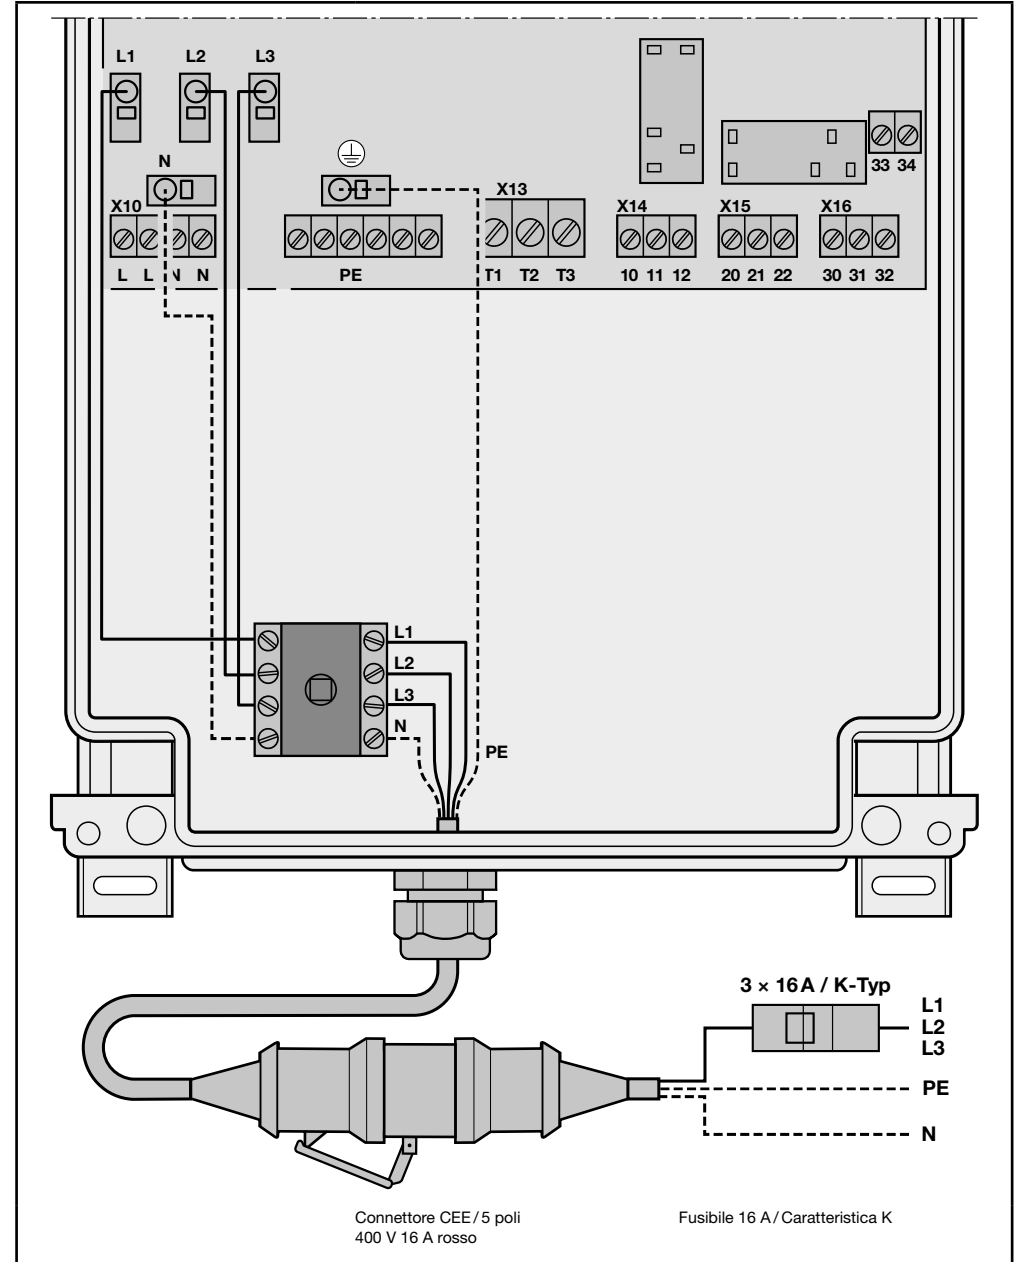 L1 L2 L3
N
33 34
X10 X13 X14 X15 X16
L L N N PE T1 T2 T3 10 11 12 20 21 22 30 31 32
L1
L2
L3
N
PE
3 × 16 A / K-Typ
L1
L2
L3
PE
N
Connettore CEE / 5 poli
400 V 16 A rosso
Fusibile 16 A / Caratteristica K